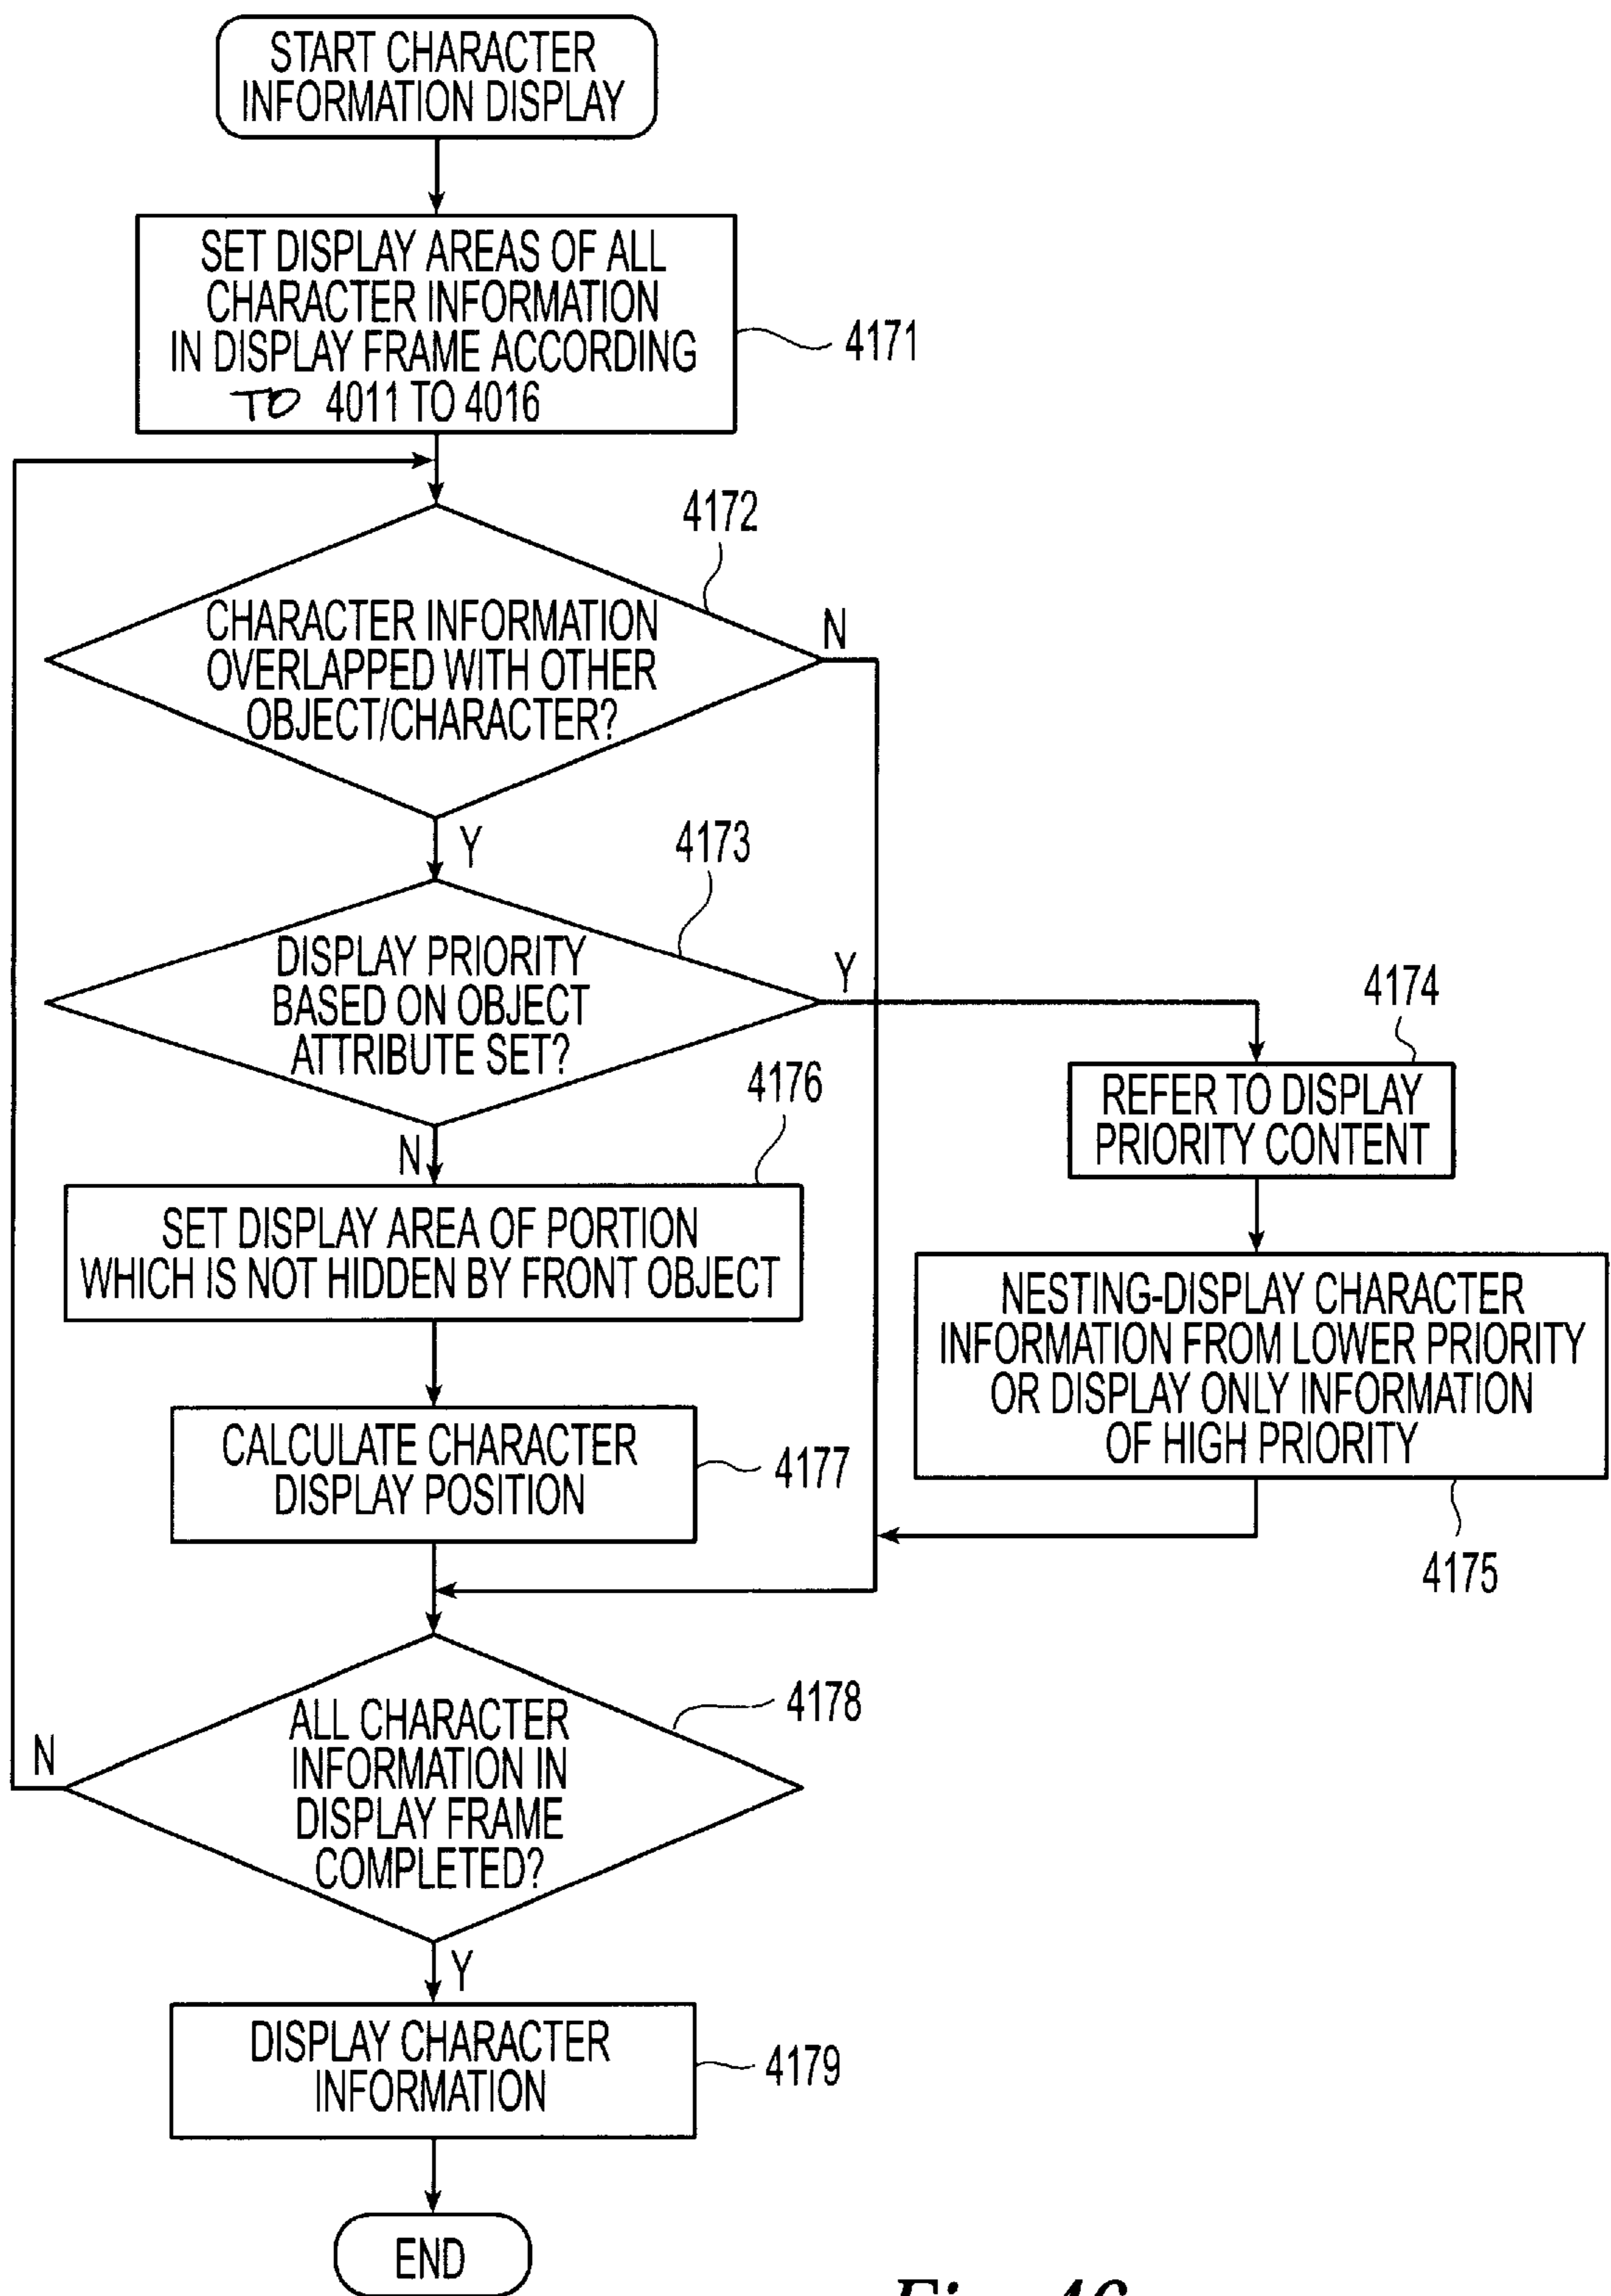 START CHARACTER
INFORMATION DISPLAY
SET DISPLAY AREAS OF ALL
CHARACTER INFORMATION
IN DISPLAY FRAME ACCORDING
TO 4011 TO 4016
4171
4172
CHARACTER INFORMATION
OVERLAPPED WITH OTHER
OBJECT/CHARACTER?
N
Y
4173
DISPLAY PRIORITY
BASED ON OBJECT
ATTRIBUTE SET?
Y
N
4174
REFER TO DISPLAY
PRIORITY CONTENT
4176
SET DISPLAY AREA OF PORTION
WHICH IS NOT HIDDEN BY FRONT OBJECT
NESTING-DISPLAY CHARACTER
INFORMATION FROM LOWER PRIORITY
OR DISPLAY ONLY INFORMATION
OF HIGH PRIORITY
4175
CALCULATE CHARACTER
DISPLAY POSITION
4177
4178
ALL CHARACTER
INFORMATION IN
DISPLAY FRAME
COMPLETED?
N
Y
DISPLAY CHARACTER
INFORMATION
4179
END